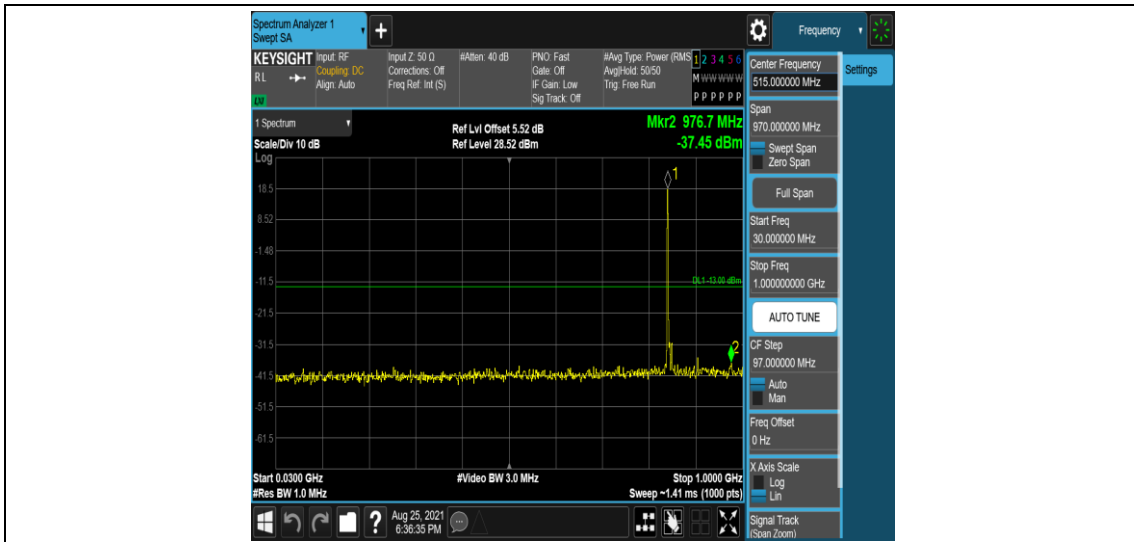 Spectrum Analyzer 1
Swept SA
+
Frequency
KEYSIGHT
RL
LXI
Input: RF
Coupling: DC
Align: Auto
Input Z: 50 Ω
Corrections: Off
Freq Ref: Int (S)
#Atten: 40 dB
PNO: Fast
Gate: Off
IF Gain: Low
Sig Track: Off
#Avg Type: Power (RMS
Avg|Hold: 50/50
Trig: Free Run
1 2 3 4 5 6
M W W W W W
P P P P P P
1 Spectrum
Scale/Div 10 dB
Log
Ref Lvl Offset 5.52 dB
Ref Level 28.52 dBm
Mkr2 976.7 MHz
-37.45 dBm
1
18.5
8.52
-1.48
-11.5
DL1 -13.00 dBm
-21.5
-31.5
2
-41.5
-51.5
-61.5
Start 0.0300 GHz
#Res BW 1.0 MHz
#Video BW 3.0 MHz
Stop 1.0000 GHz
Sweep ~1.41 ms (1000 pts)
?
Aug 25, 2021
6:36:35 PM
Center Frequency
515.000000 MHz
Settings
Span
970.000000 MHz
Swept Span
Zero Span
Full Span
Start Freq
30.000000 MHz
Stop Freq
1.000000000 GHz
AUTO TUNE
CF Step
97.000000 MHz
Auto
Man
Freq Offset
0 Hz
X Axis Scale
Log
Lin
Signal Track
(Span Zoom)